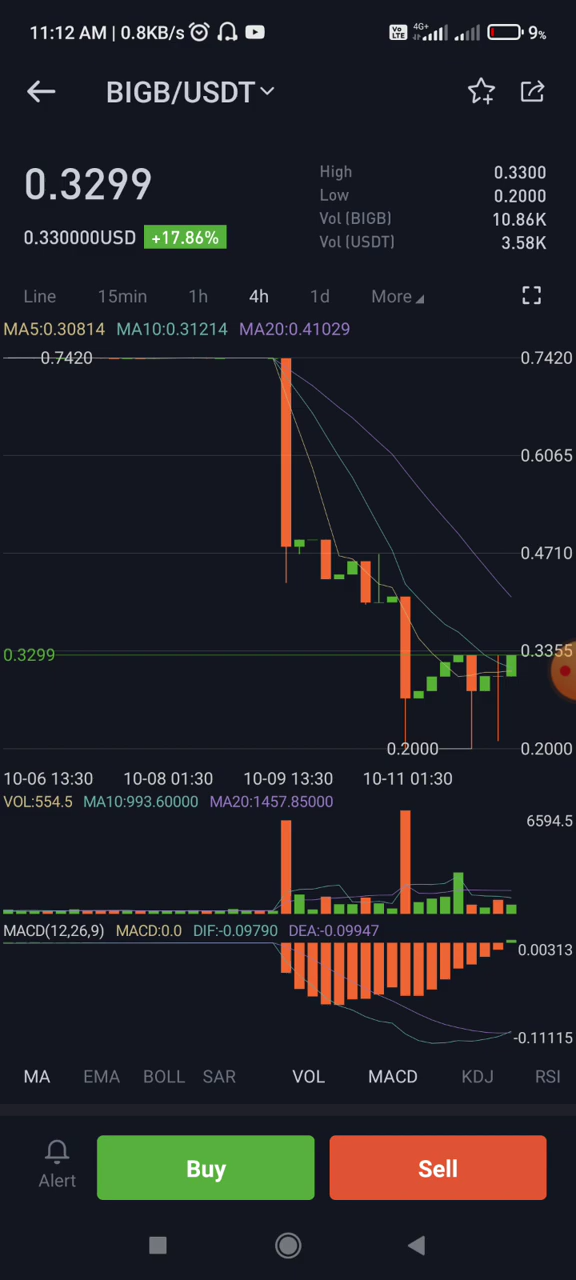 11:12 AM | 0.8KB/s
Vo LTE 4G+ 9%
BIGB/USDT
0.3299
0.330000USD +17.86%
High 0.3300
Low 0.2000
Vol (BIGB) 10.86K
Vol (USDT) 3.58K
Line 15min 1h 4h 1d More
MA5:0.30814 MA10:0.31214 MA20:0.41029
0.7420 0.7420
0.6065
0.4710
0.3299 0.3355
0.2000 0.2000
10-06 13:30 10-08 01:30 10-09 13:30 10-11 01:30
VOL:554.5 MA10:993.60000 MA20:1457.85000
6594.5
MACD(12,26,9) MACD:0.0 DIF:-0.09790 DEA:-0.09947
0.00313
-0.11115
MA EMA BOLL SAR VOL MACD KDJ RSI
Alert Buy Sell